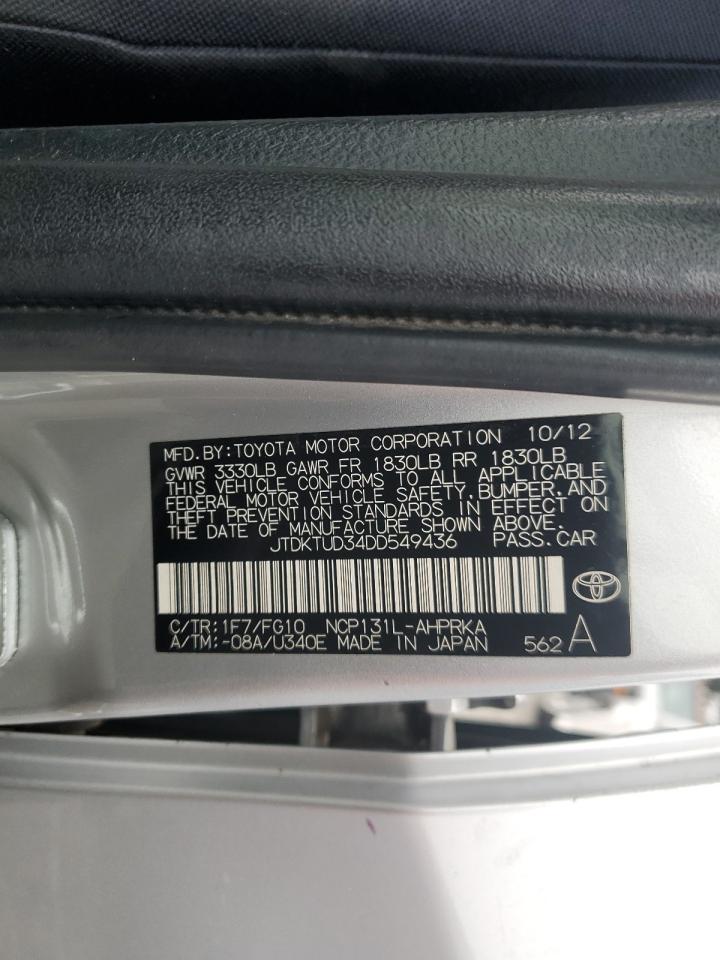 MFD.BY:TOYOTA MOTOR CORPORATION 10/12
GVWR 3330LB GAWR FR 1830LB RR 1830LB
THIS VEHICLE CONFORMS TO ALL APPLICABLE
FEDERAL MOTOR VEHICLE SAFETY,BUMPER,AND
THEFT PREVENTION STANDARDS IN EFFECT ON
THE DATE OF MANUFACTURE SHOWN ABOVE.
JTDKTUD34DD549436 PASS.CAR
C/TR:1F7/FG10 NCP131L-AHPRKA
A/TM:-08A/U340E MADE IN JAPAN 562 A